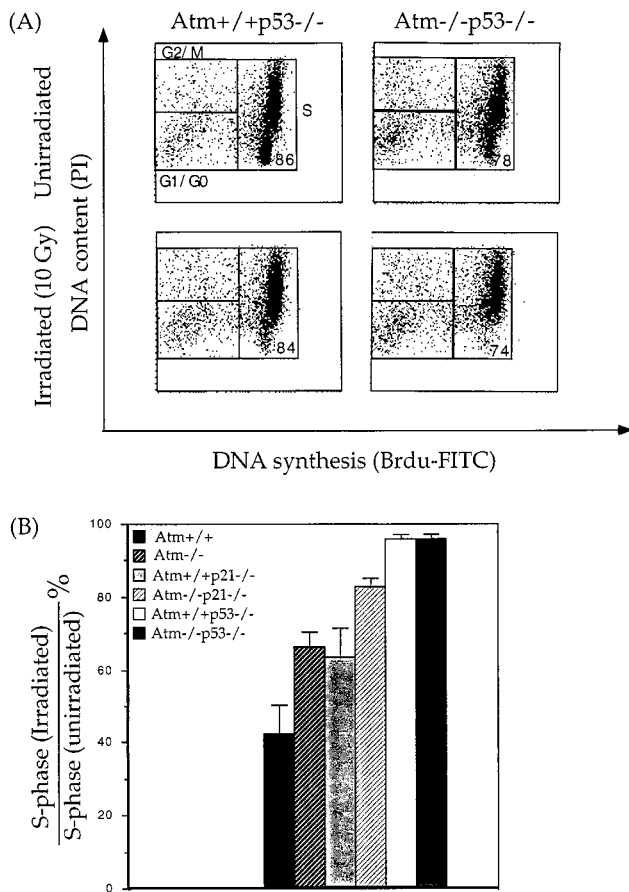 (A)
Atm+/+p53-/-
Atm-/-p53-/-
Unirradiated
Irradiated (10 Gy)
DNA content (PI)
G2/M
S
86
G1/G0
78
84
74
DNA synthesis (Brdu-FITC)
(B)
S-phase (Irradiated)
S-phase (unirradiated)
%
100
80
60
40
20
0
Atm+/+
Atm-/-
Atm+/+p21-/-
Atm-/-p21-/-
Atm+/+p53-/-
Atm-/-p53-/-